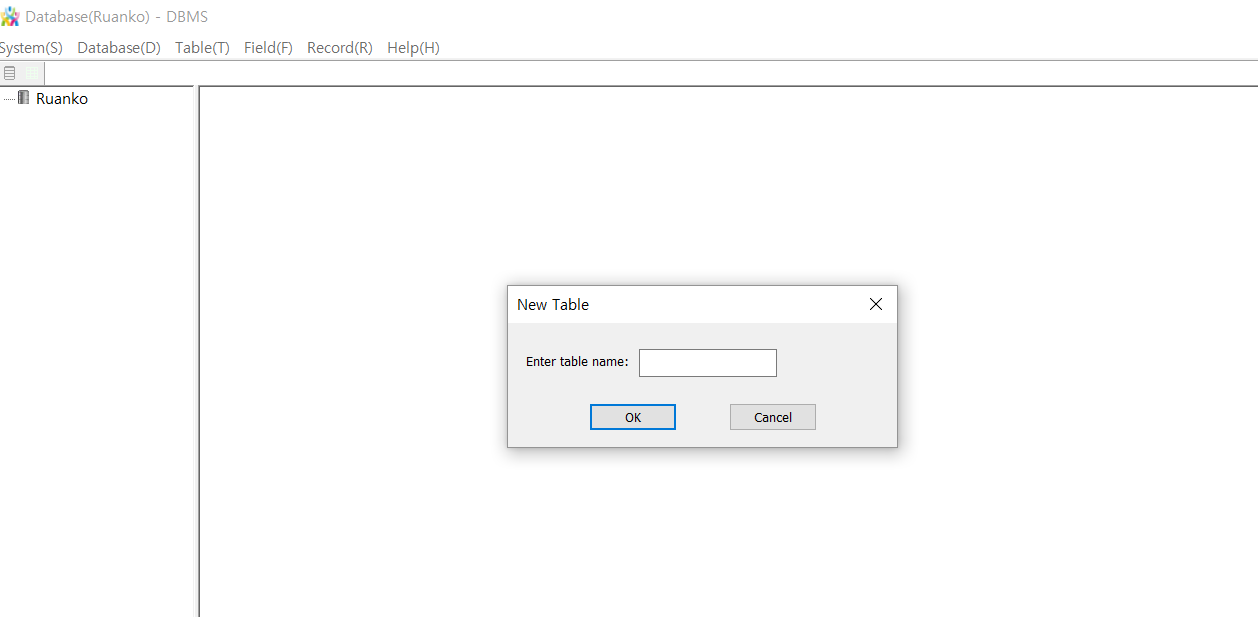 Database(Ruanko) - DBMS
System(S) Database(D) Table(T) Field(F) Record(R) Help(H)
Ruanko
New Table
Enter table name:
OK Cancel